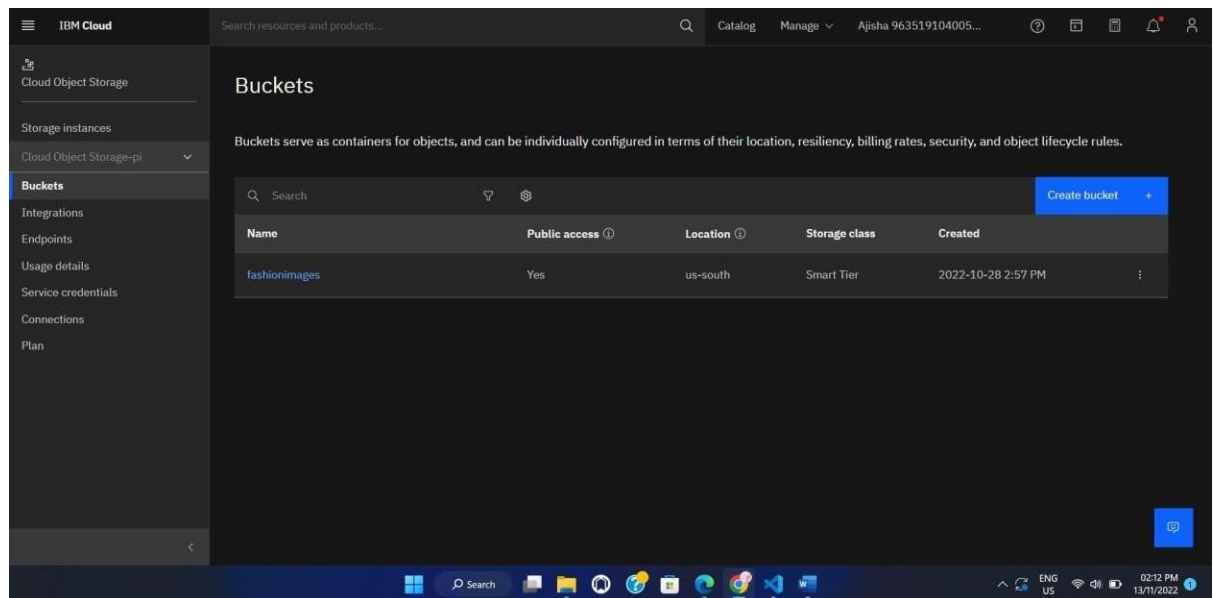 IBM Cloud
Search resources and products...
Catalog
Manage
Ajisha 963519104005...
Cloud Object Storage
Storage instances
Cloud Object Storage-pi
Buckets
Integrations
Endpoints
Usage details
Service credentials
Connections
Plan
Buckets
Buckets serve as containers for objects, and can be individually configured in terms of their location, resiliency, billing rates, security, and object lifecycle rules.
Search
Create bucket +
Name Public access Location Storage class Created
fashionimages Yes us-south Smart Tier 2022-10-28 2:57 PM
Search
ENG
US
02:12 PM
13/11/2022
1